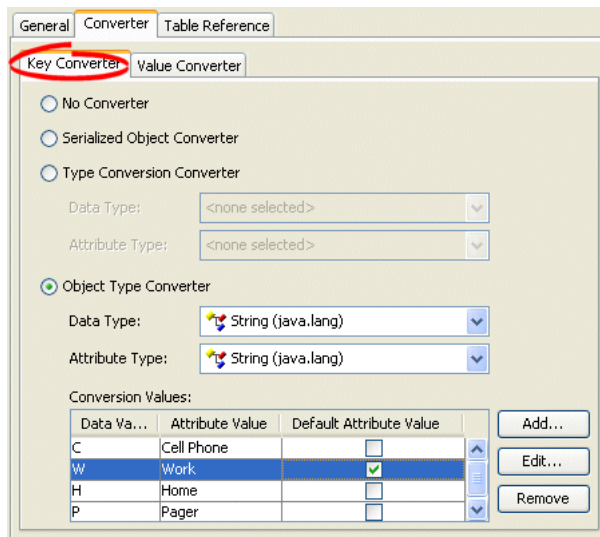 General Converter Table Reference
Key Converter Value Converter
No Converter
Serialized Object Converter
Type Conversion Converter
Data Type: <none selected>
Attribute Type: <none selected>
Object Type Converter
Data Type: String (java.lang)
Attribute Type: String (java.lang)
Conversion Values:
Data Va... Attribute Value Default Attribute Value Add...
C Cell Phone
W Work Edit...
H Home
P Pager Remove